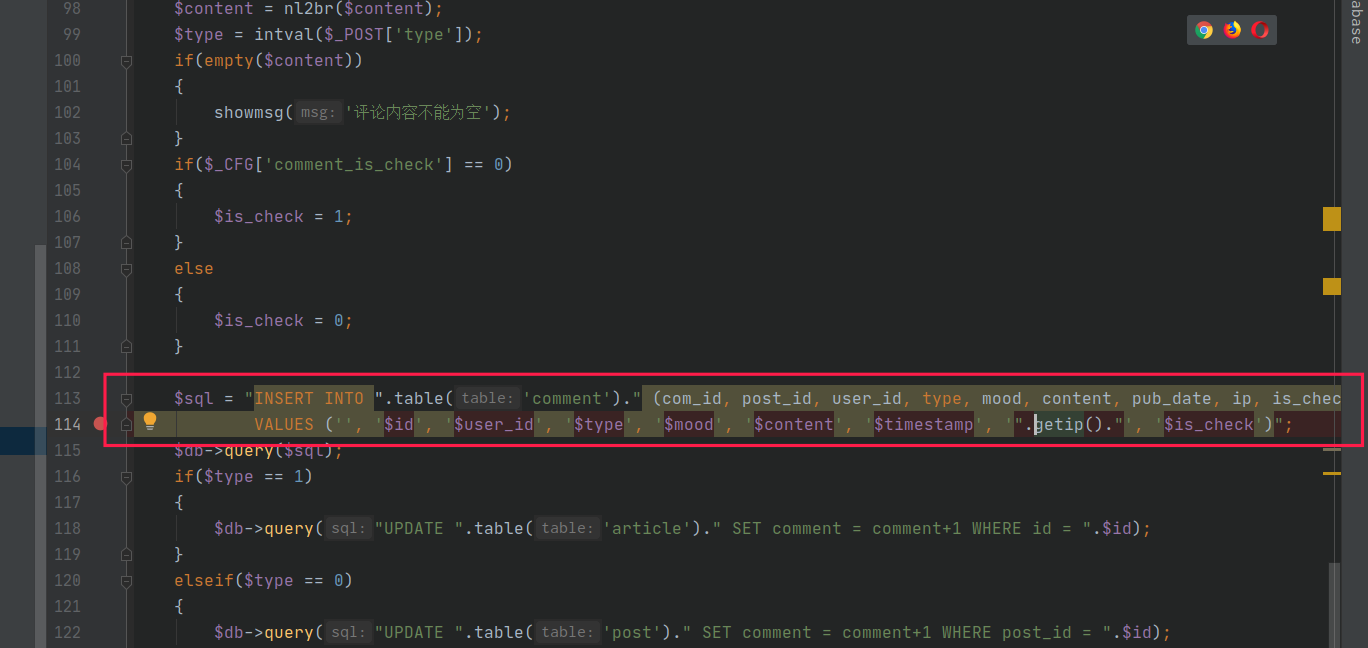 98 $content = nl2br($content);
99 $type = intval($_POST['type']);
100 if(empty($content))
101 {
102 showmsg( msg: '评论内容不能为空');
103 }
104 if($_CFG['comment_is_check'] == 0)
105 {
106 $is_check = 1;
107 }
108 else
109 {
110 $is_check = 0;
111 }
112
113 $sql = "INSERT INTO ".table( table: 'comment')." (com_id, post_id, user_id, type, mood, content, pub_date, ip, is_chec
114 VALUES ('', '$id', '$user_id', '$type', '$mood', '$content', '$timestamp', '".getip()."', '$is_check')";
115 $db->query($sql);
116 if($type == 1)
117 {
118 $db->query( sql: "UPDATE ".table( table: 'article')." SET comment = comment+1 WHERE id = ".$id);
119 }
120 elseif($type == 0)
121 {
122 $db->query( sql: "UPDATE ".table( table: 'post')." SET comment = comment+1 WHERE post_id = ".$id);
abase